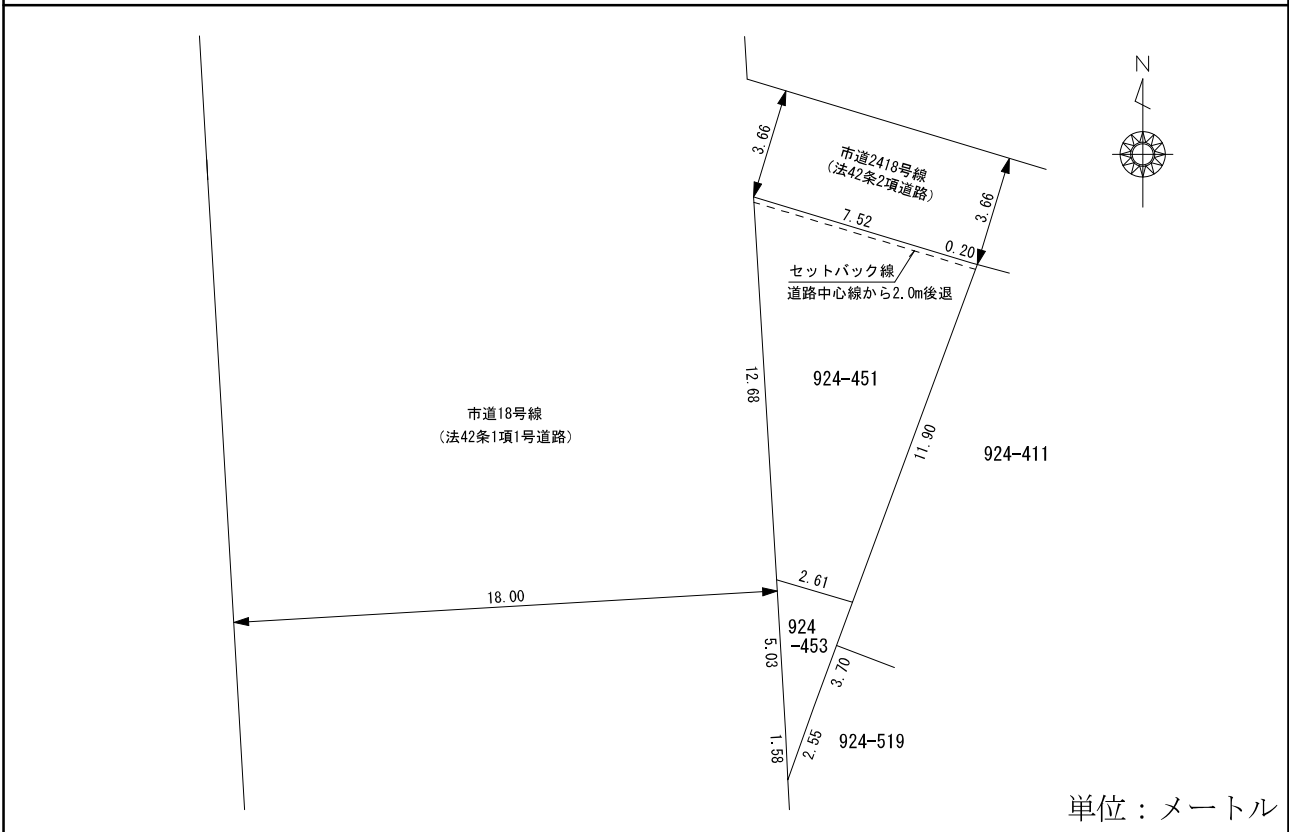 N
3.66
市道2418号線
(法42条2項道路)
3.66
7.52
0.20
セットバック線
道路中心線から2.0m後退
12.68
924-451
市道18号線
(法42条1項1号道路)
11.90
924-411
2.61
18.00
924
-453
5.03
3.70
1.58
2.55
924-519
単位：メートル